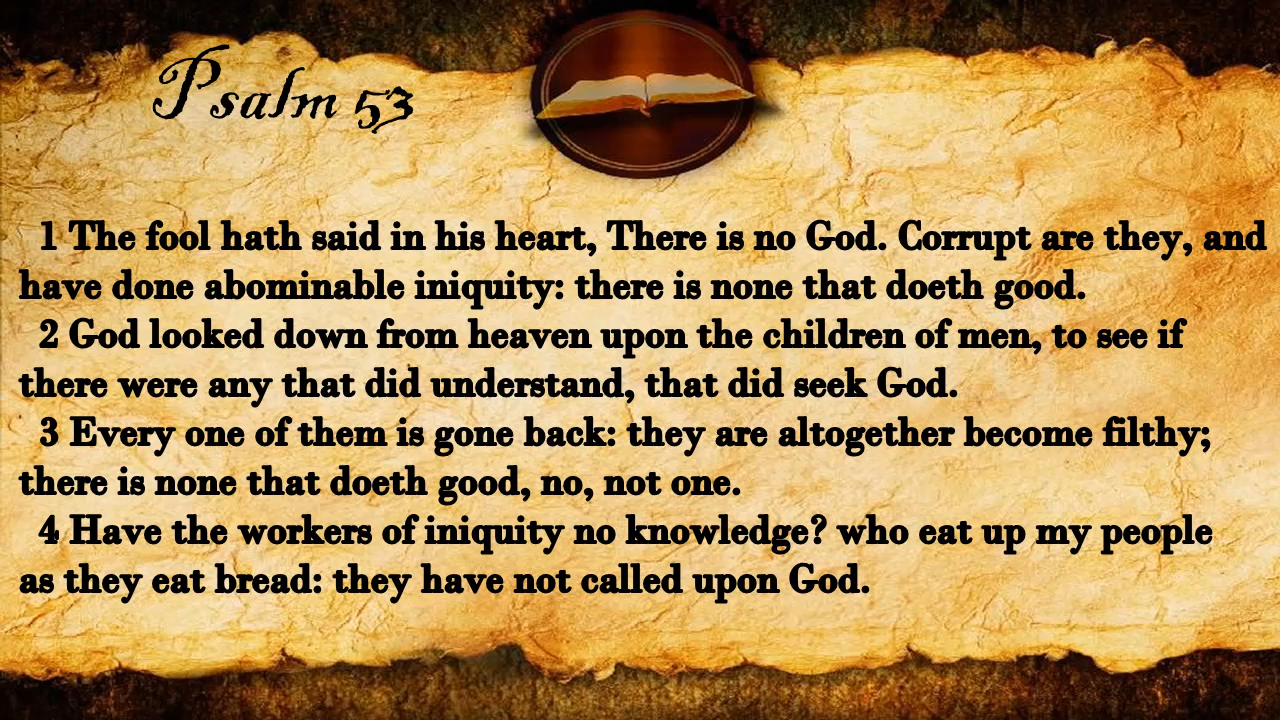 Psalm 53
1 The fool hath said in his heart, There is no God. Corrupt are they, and
have done abominable iniquity: there is none that doeth good.
2 God looked down from heaven upon the children of men, to see if
there were any that did understand, that did seek God.
3 Every one of them is gone back: they are altogether become filthy;
there is none that doeth good, no, not one.
4 Have the workers of iniquity no knowledge? who eat up my people
as they eat bread: they have not called upon God.